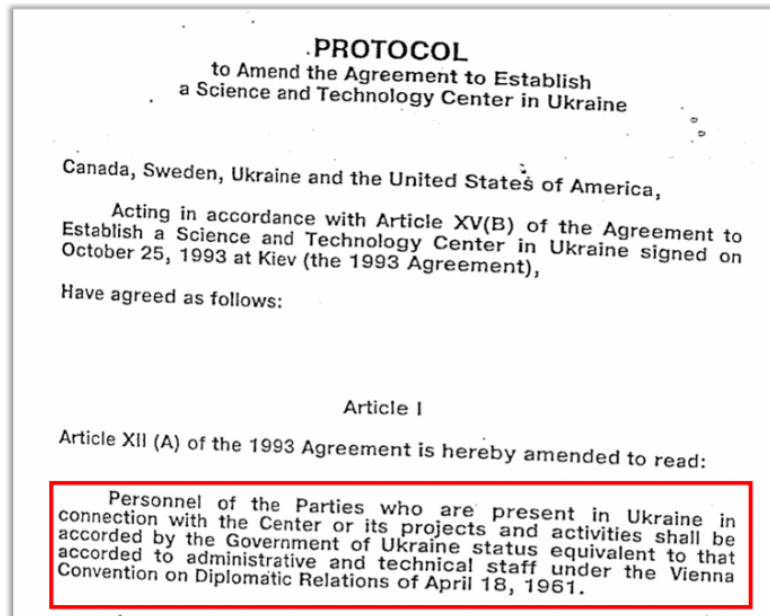 PROTOCOL
to Amend the Agreement to Establish
a Science and Technology Center in Ukraine
Canada, Sweden, Ukraine and the United States of America,
Acting in accordance with Article XV(B) of the Agreement to
Establish a Science and Technology Center in Ukraine signed on
October 25, 1993 at Kiev (the 1993 Agreement),
Have agreed as follows:
Article I
Article XII (A) of the 1993 Agreement is hereby amended to read:
Personnel of the Parties who are present in Ukraine in
connection with the Center or its projects and activities shall be
accorded by the Government of Ukraine status equivalent to that
accorded to administrative and technical staff under the Vienna
Convention on Diplomatic Relations of April 18, 1961.